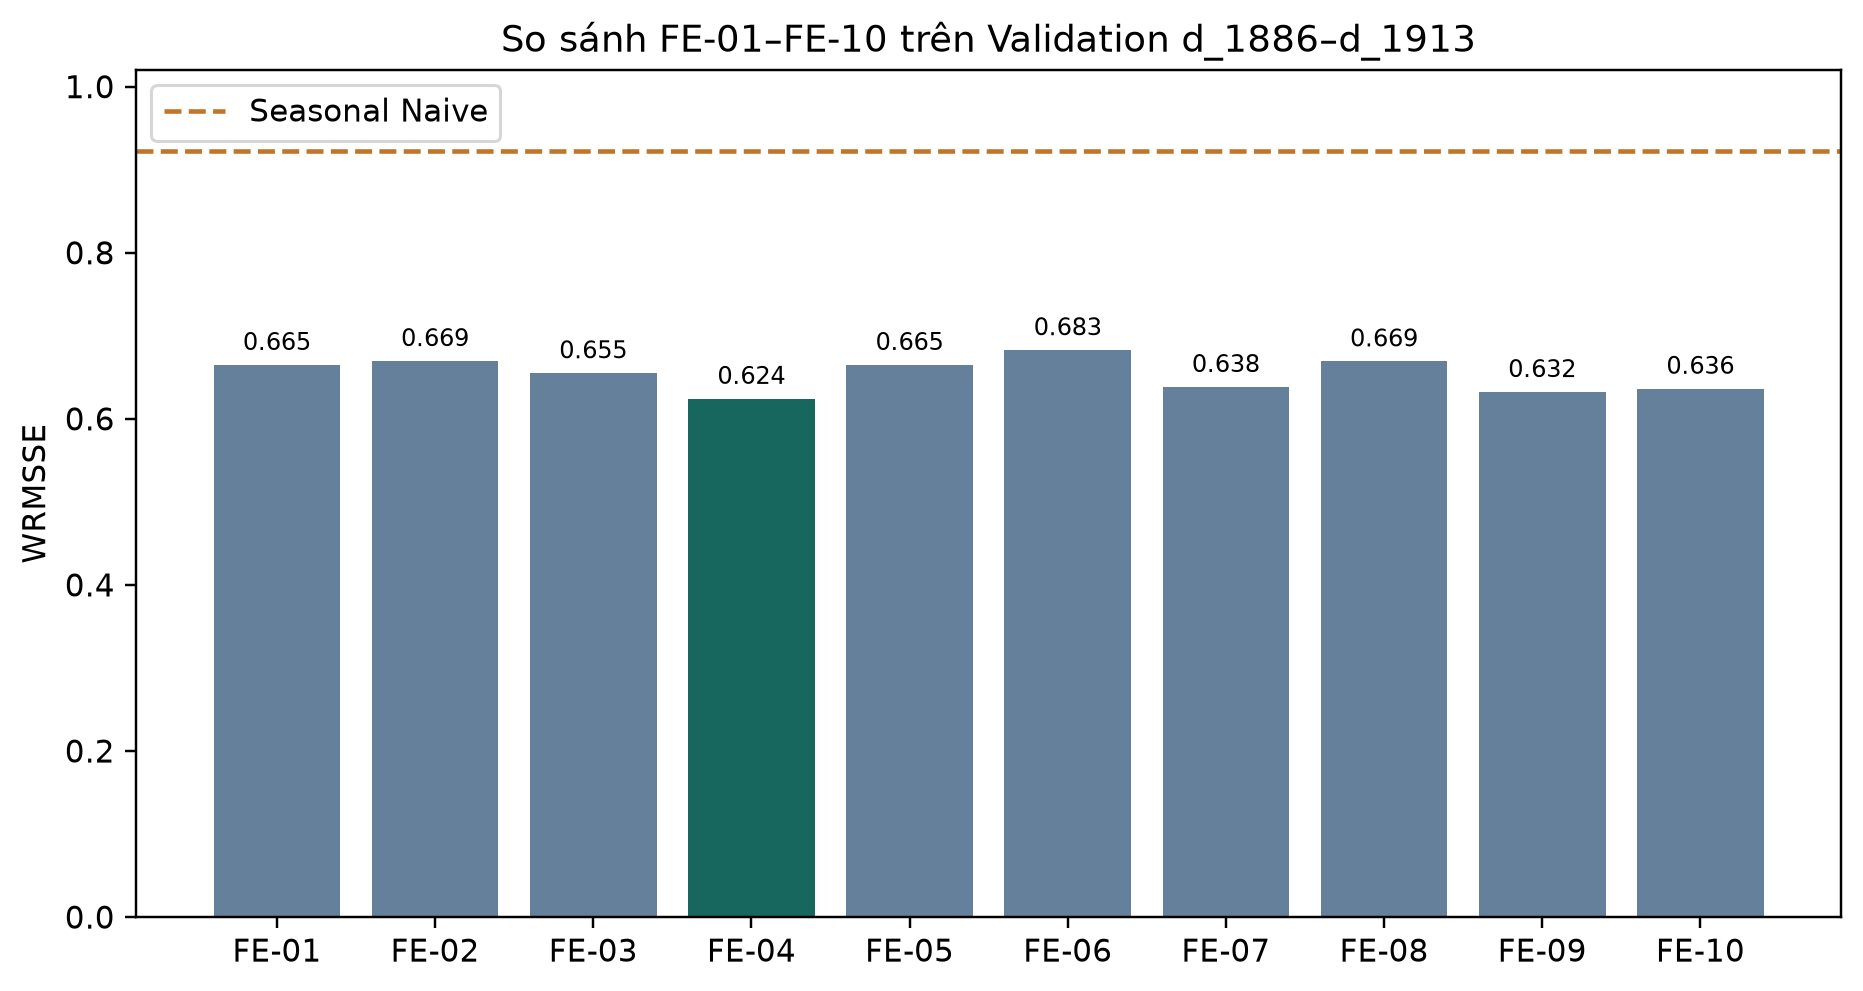 So sánh FE-01–FE-10 trên Validation d_1886–d_1913
Seasonal Naive
WRMSSE
1.0
0.8
0.6
0.4
0.2
0.0
0.665
0.669
0.655
0.624
0.665
0.683
0.638
0.669
0.632
0.636
FE-01
FE-02
FE-03
FE-04
FE-05
FE-06
FE-07
FE-08
FE-09
FE-10